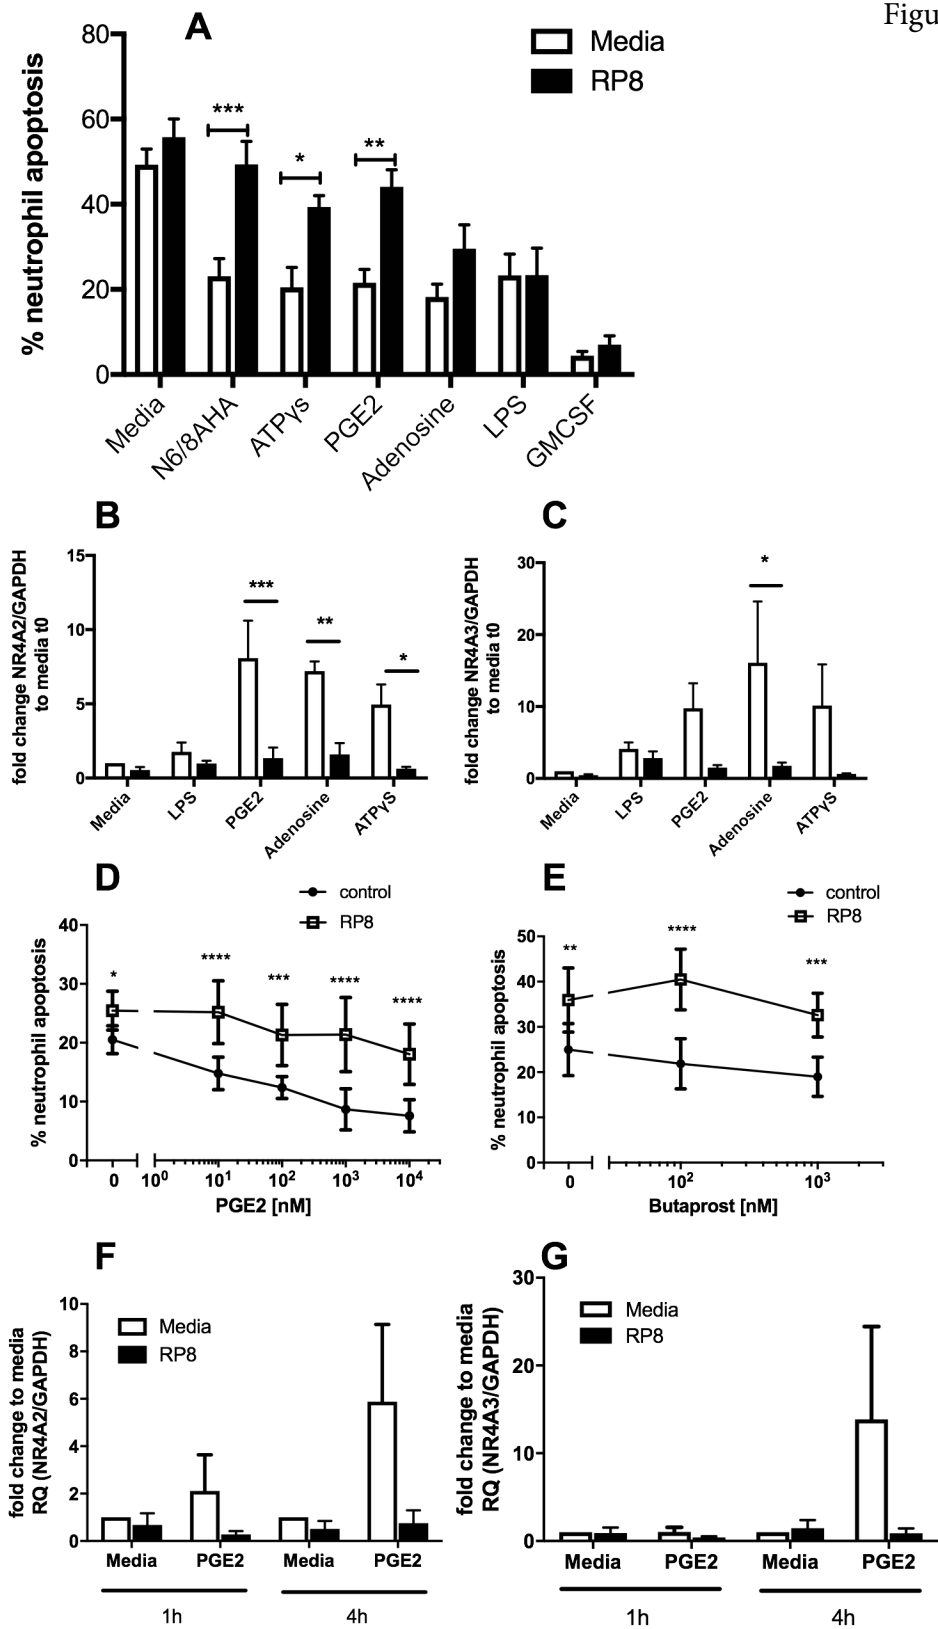 Figu
A
Media
RP8
% neutrophil apoptosis
80
60
40
20
0
***
*
**
Media
N6/8AHA
ATPγs
PGE2
Adenosine
LPS
GMCSF
B
fold change NR4A2/GAPDH
to media t0
15
10
5
0
***
**
*
Media
LPS
PGE2
Adenosine
ATPγS
C
fold change NR4A3/GAPDH
to media t0
30
20
10
0
*
Media
LPS
PGE2
Adenosine
ATPγS
D
control
RP8
% neutrophil apoptosis
40
30
20
10
0
*
****
***
****
****
0 10⁰ 10¹ 10² 10³ 10⁴
PGE2 [nM]
E
control
RP8
% neutrophil apoptosis
50
40
30
20
10
0
**
****
***
0 10² 10³
Butaprost [nM]
F
Media
RP8
fold change to media
RQ (NR4A2/GAPDH)
10
8
6
4
2
0
Media PGE2 Media PGE2
1h 4h
G
Media
RP8
fold change to media
RQ (NR4A3/GAPDH)
30
20
10
0
Media PGE2 Media PGE2
1h 4h